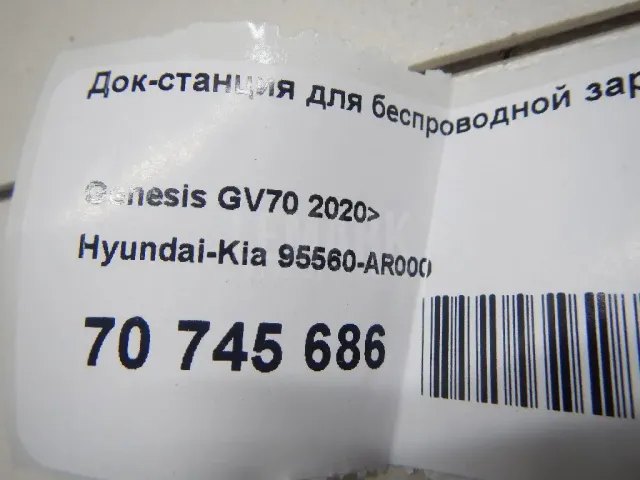 Док-станция для беспроводной зар
Genesis GV70 2020>
Hyundai-Kia 95560-AR000
70 745 686